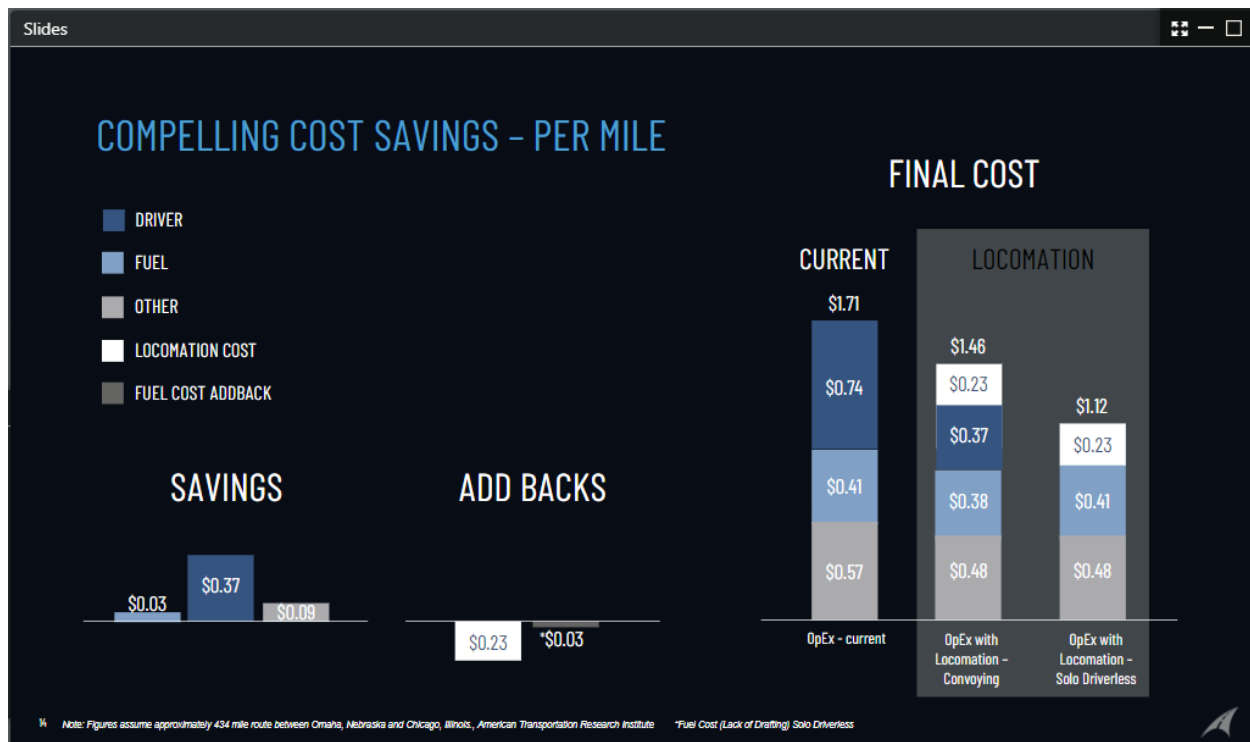 Slides
COMPELLING COST SAVINGS – PER MILE
DRIVER
FUEL
OTHER
LOCOMATION COST
FUEL COST ADDBACK
SAVINGS
$0.03
$0.37
$0.09
ADD BACKS
$0.23
*$0.03
FINAL COST
CURRENT
$1.71
$0.74
$0.41
$0.57
OpEx - current
LOCOMATION
$1.46
$0.23
$0.37
$0.38
$0.48
OpEx with
Locomation –
Convoying
$1.12
$0.23
$0.41
$0.48
OpEx with
Locomation –
Solo Driverless
14 Note: Figures assume approximately 434 mile route between Omaha, Nebraska and Chicago, Illinois., American Transportation Research Institute *Fuel Cost (Lack of Drafting) Solo Driverless